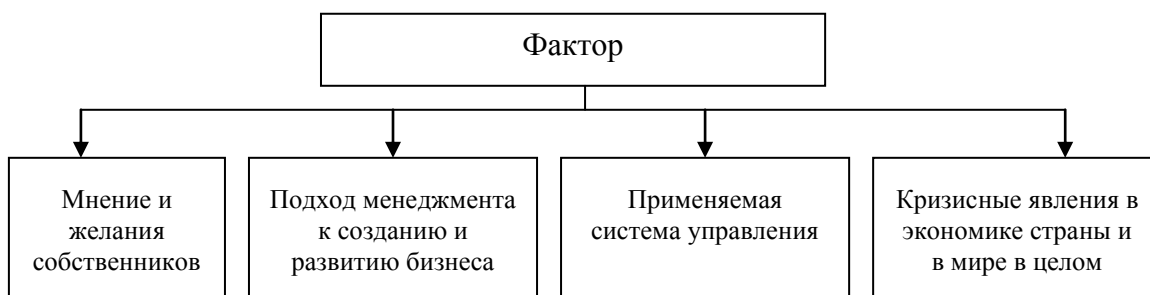 Фактор
Мнение и
желания
собственников
Подход менеджмента
к созданию и
развитию бизнеса
Применяемая
система управления
Кризисные явления в
экономике страны и
в мире в целом